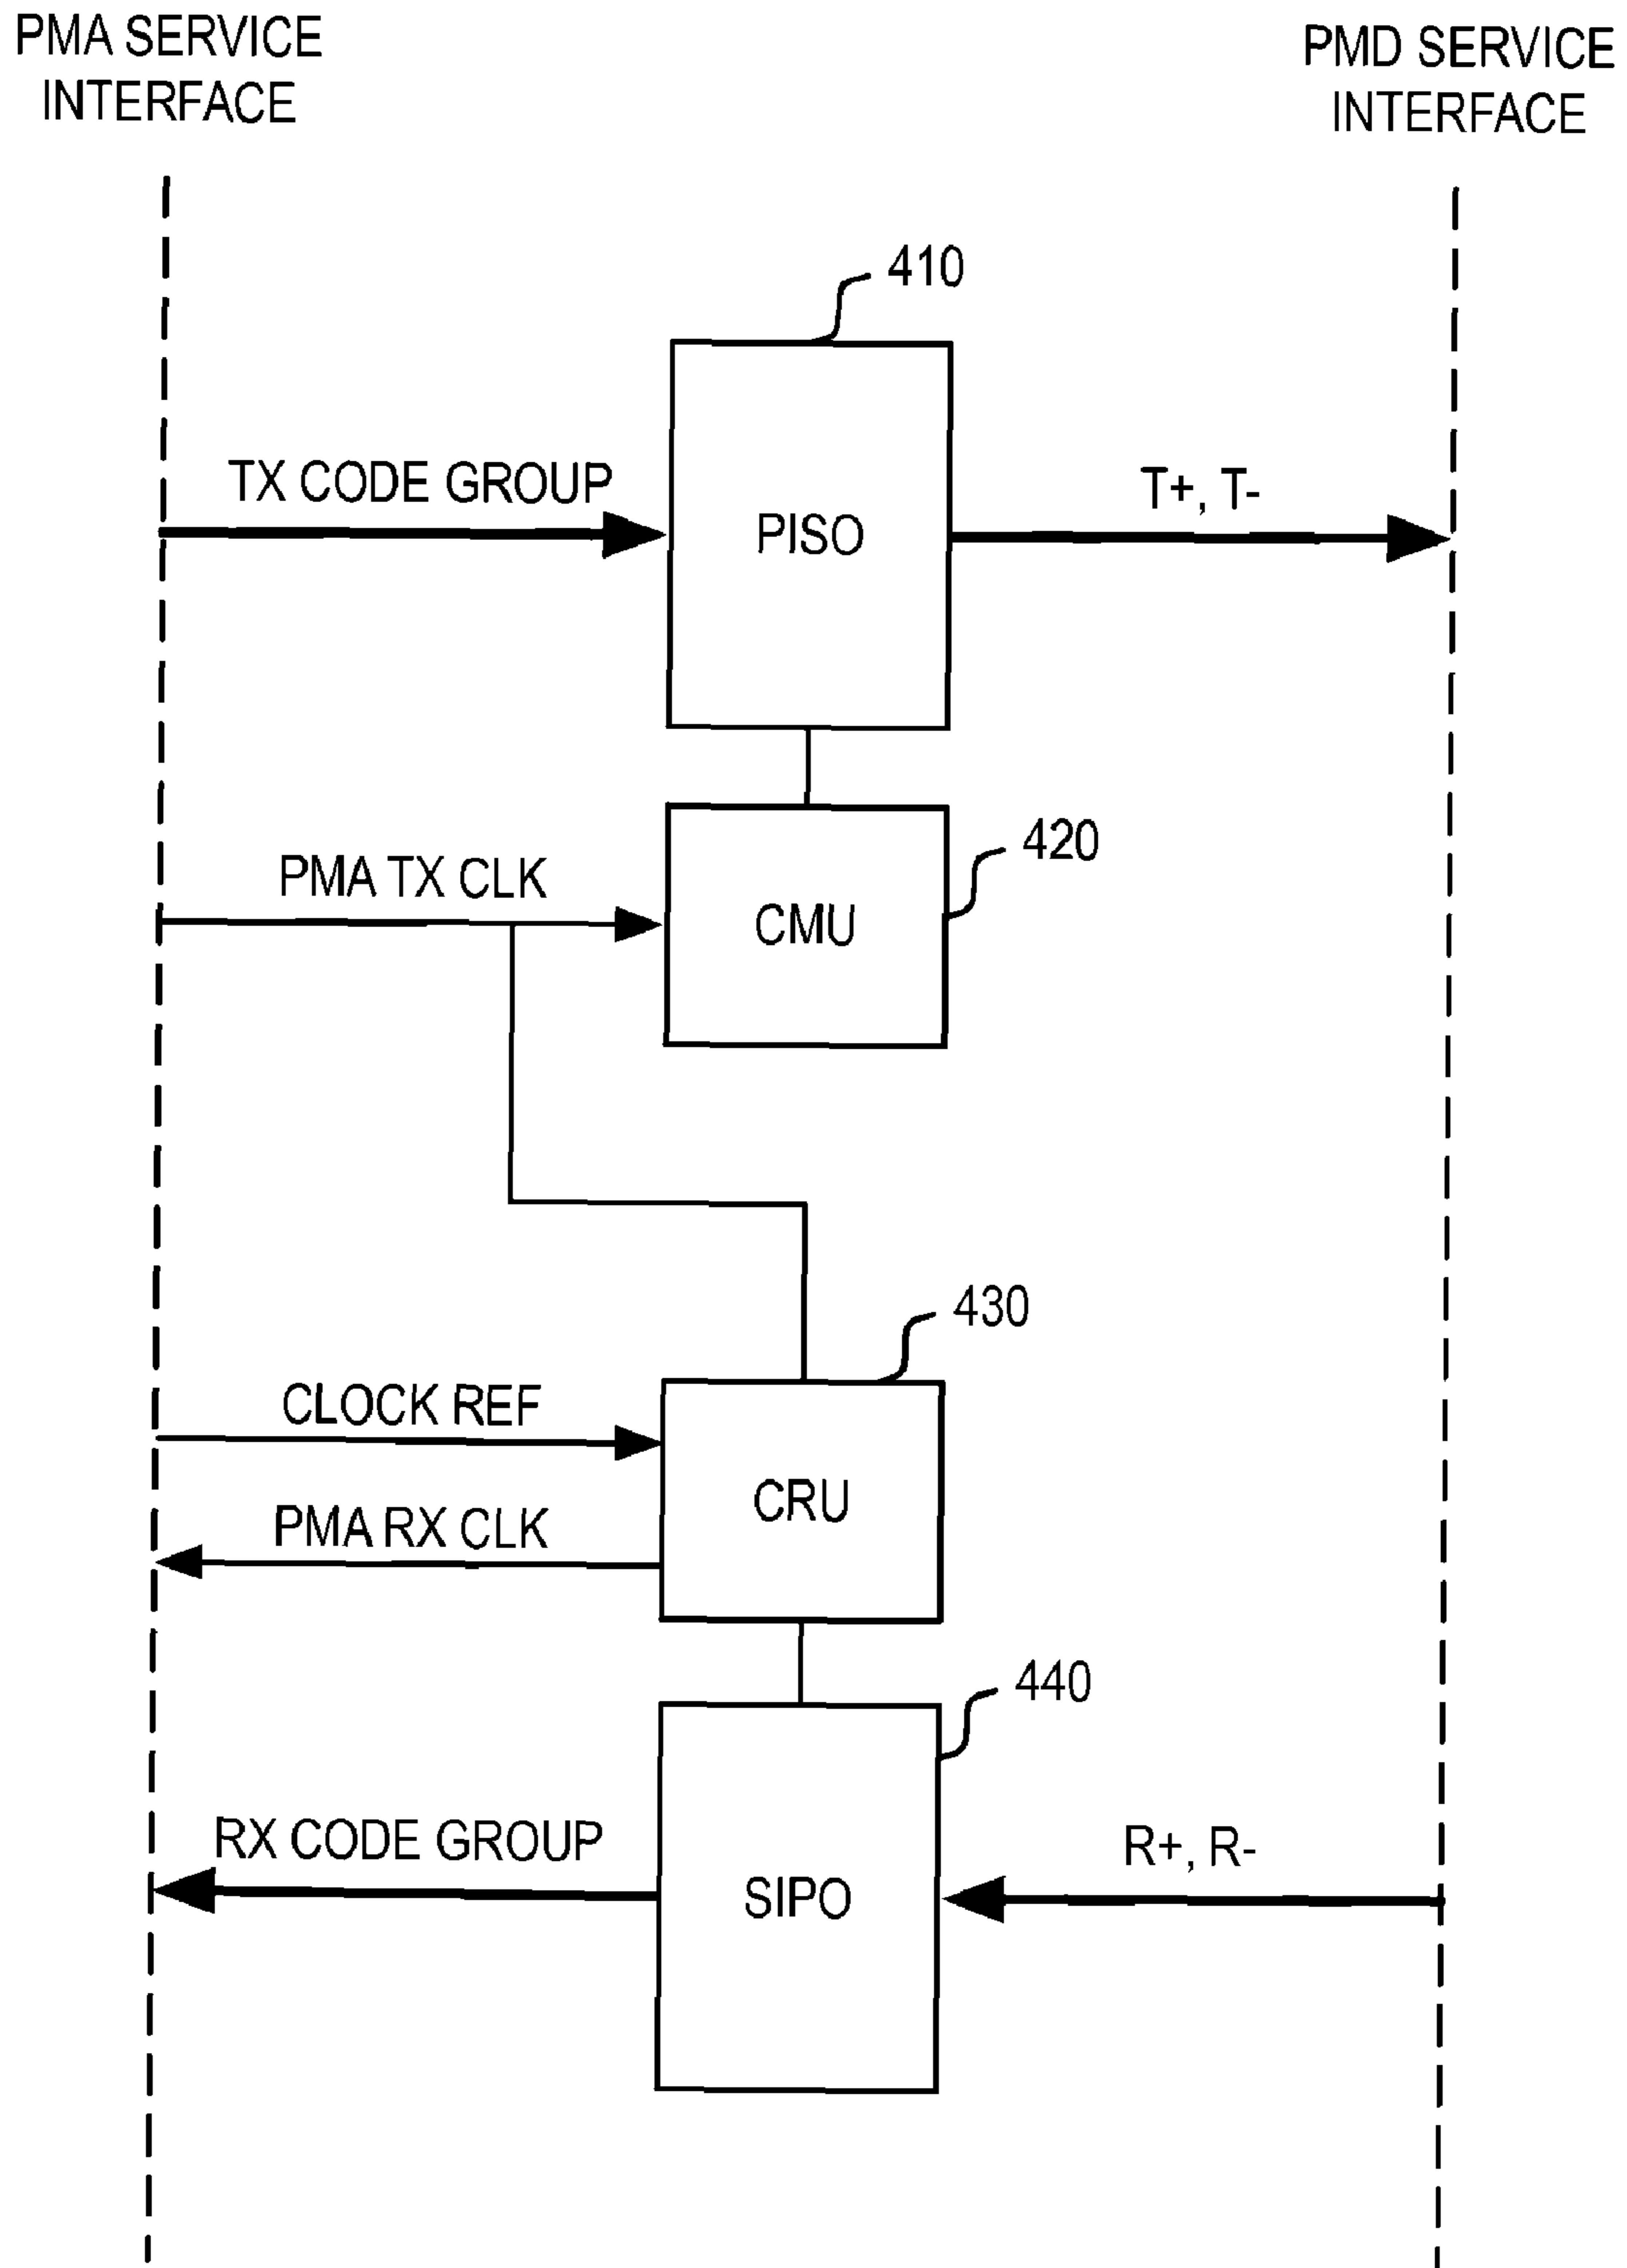 PMA SERVICE
INTERFACE
PMD SERVICE
INTERFACE
410
TX CODE GROUP
PISO
T+, T-
PMA TX CLK
CMU
420
430
CLOCK REF
CRU
PMA RX CLK
440
RX CODE GROUP
SIPO
R+, R-